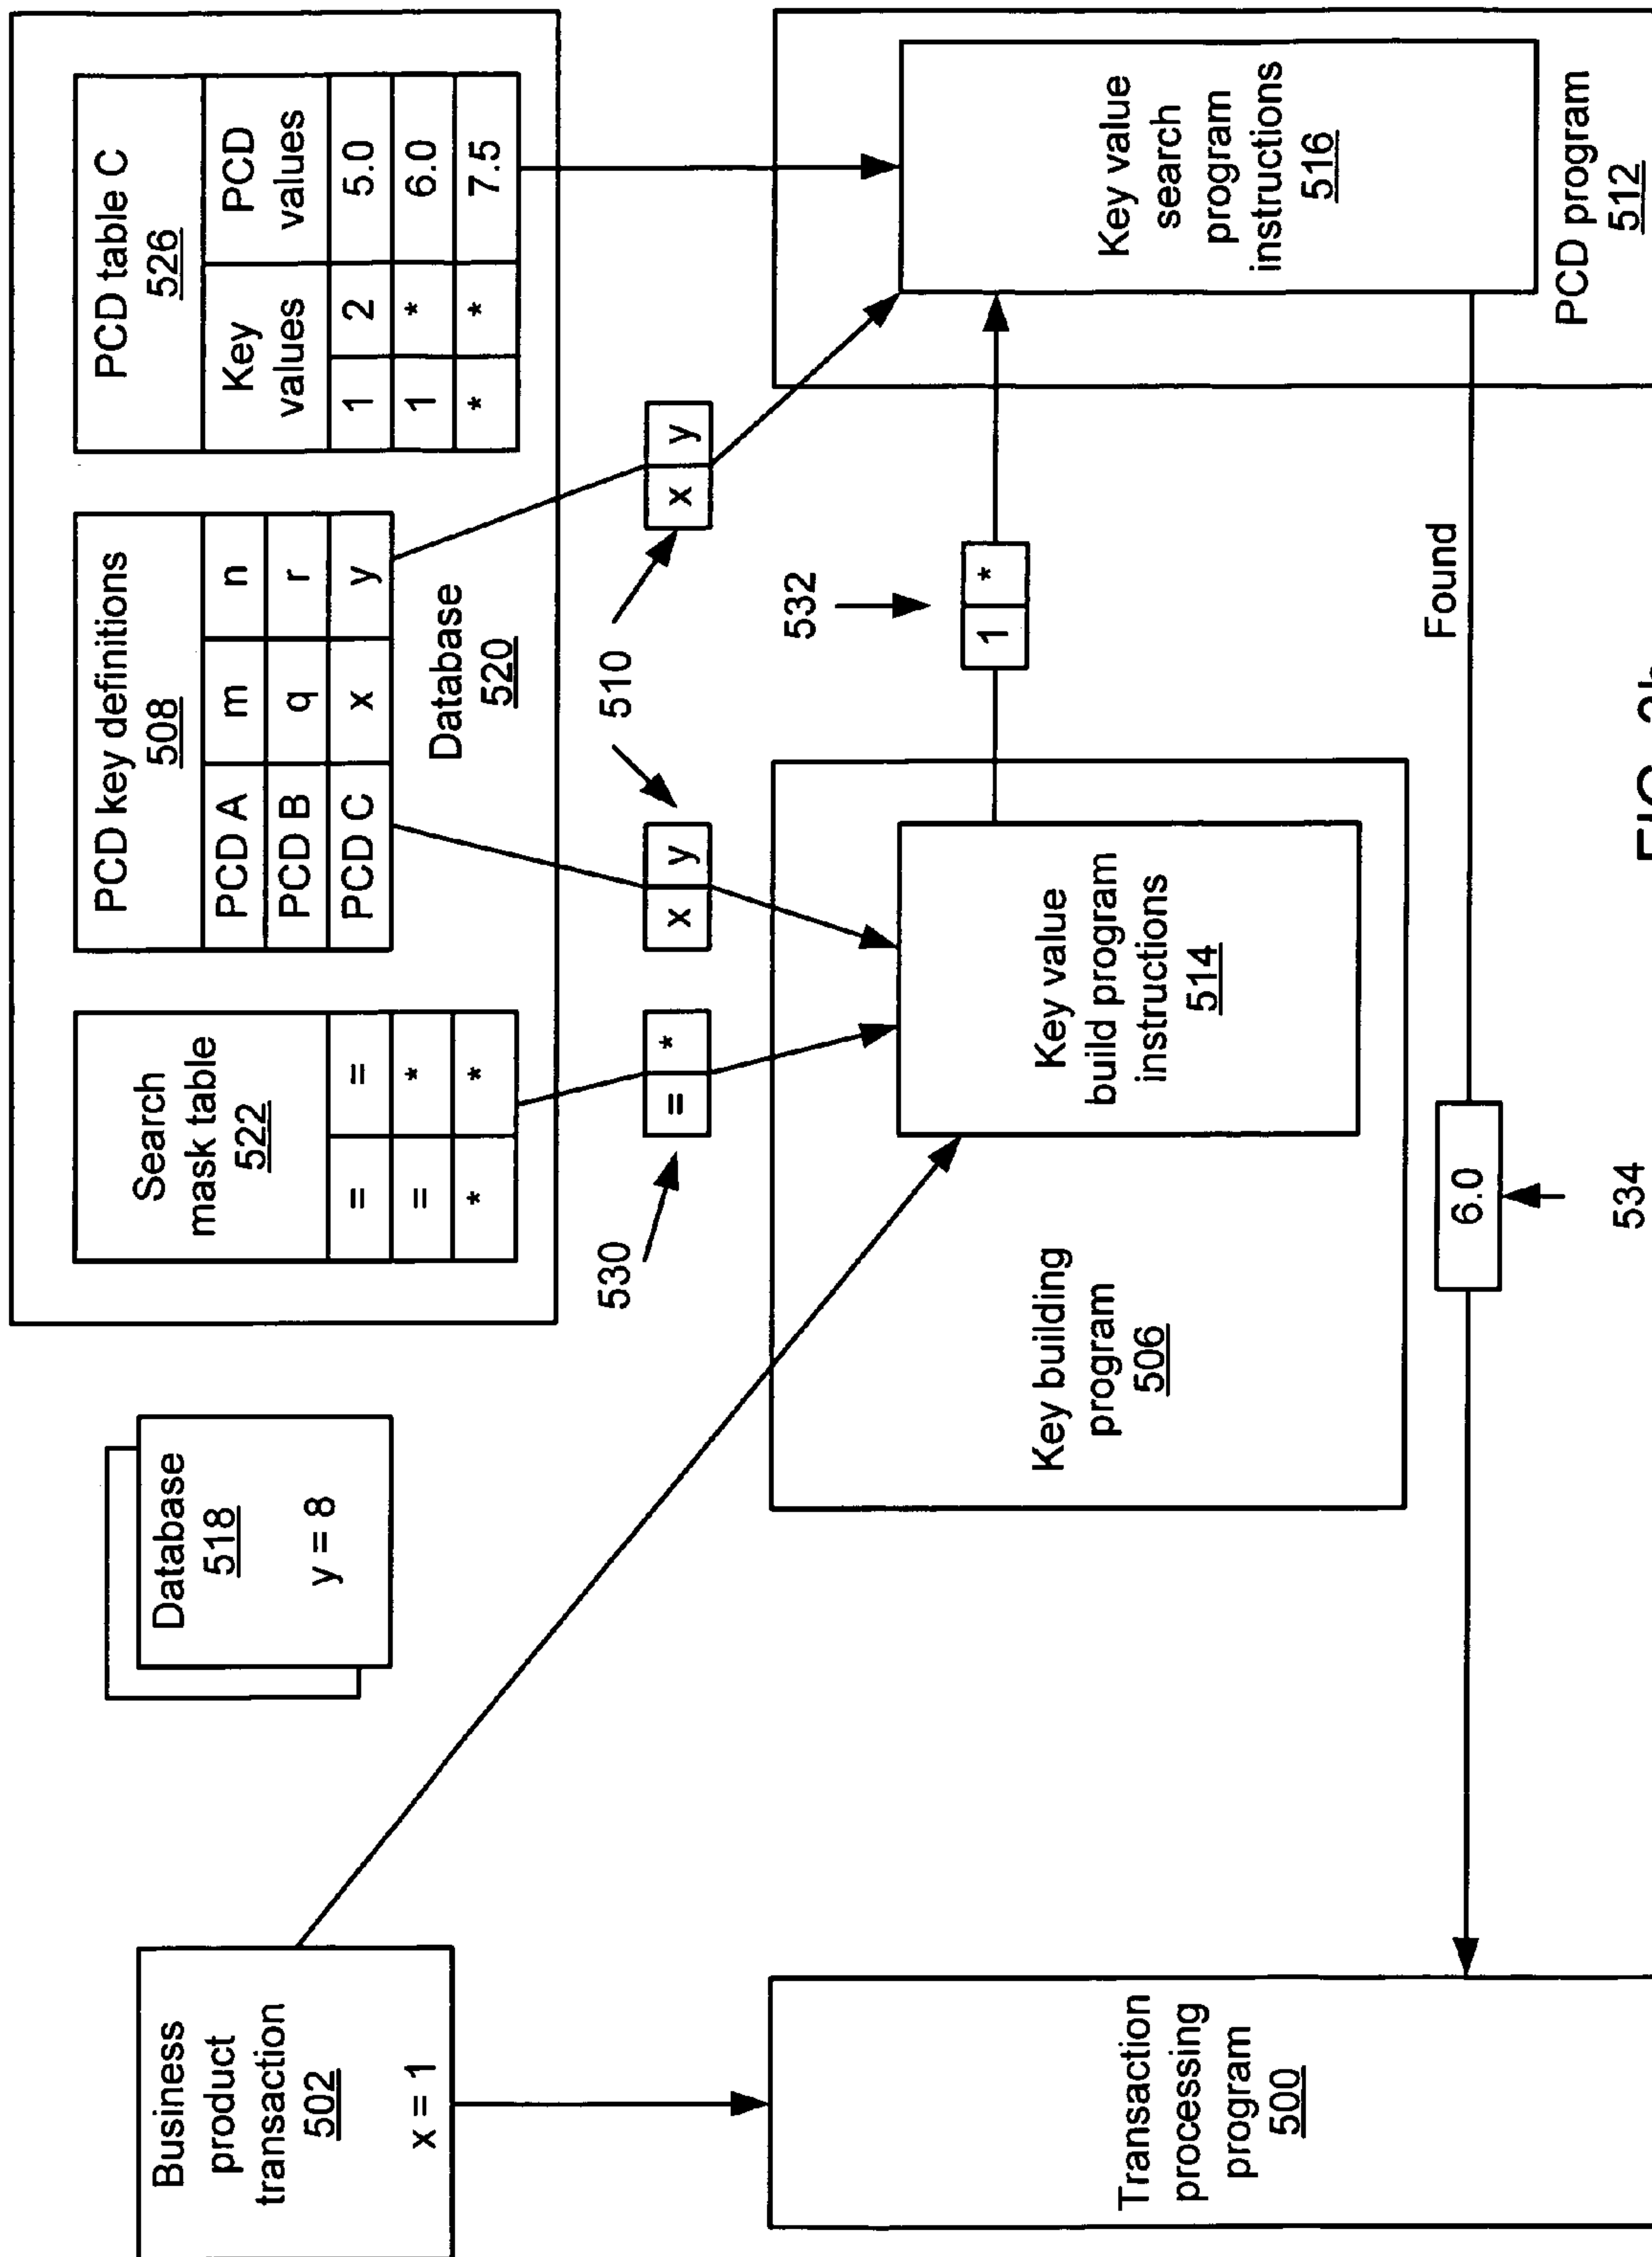 Business
product
transaction
502
x = 1
Database
518
y = 8
Search
mask table
522
= =
= *
* *
PCD key definitions
508
PCD A m n
PCD B q r
PCD C x y
Database
520
PCD table C
526
Key
values
PCD
values
1 2 5.0
1 * 6.0
* * 7.5
530
= *
x y
510
x y
532
1 *
Transaction
processing
program
500
Key building
program
506
Key value
build program
instructions
514
Key value
search
program
instructions
516
PCD program
512
Found
6.0
534
FIG.